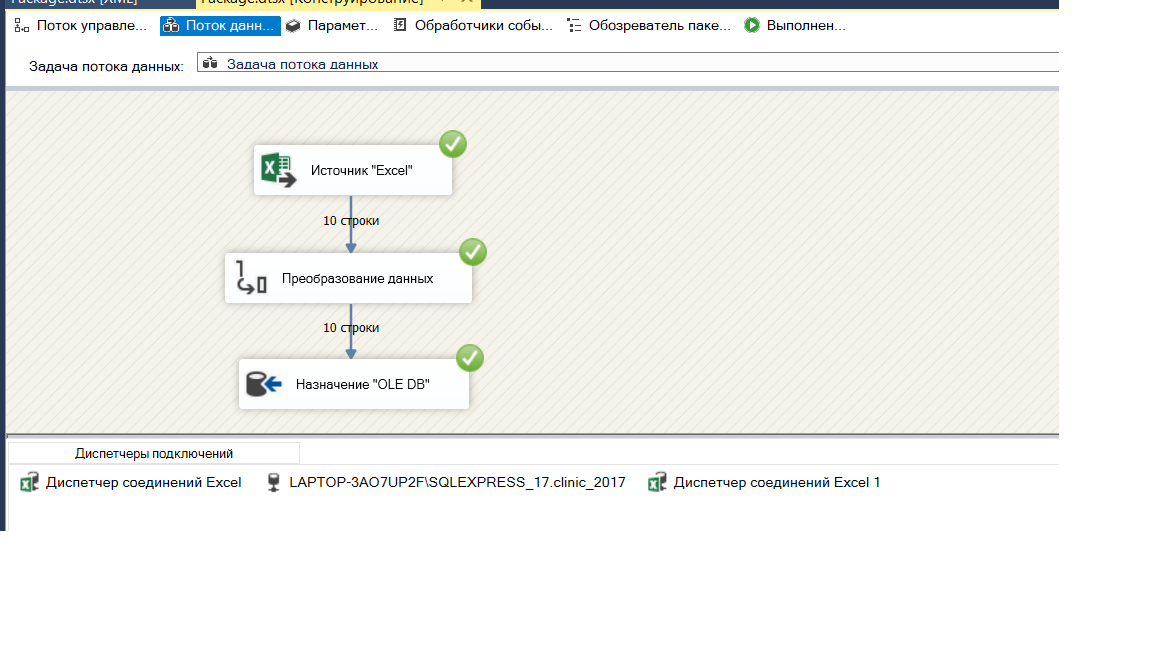 Package.dtsx [XML] Package.dtsx [Конструирование]
Поток управле... Поток данн... Парамет... Обработчики собы... Обозреватель паке... Выполнен...
Задача потока данных: Задача потока данных
Источник "Excel"
10 строки
Преобразование данных
10 строки
Назначение "OLE DB"
Диспетчеры подключений
Диспетчер соединений Excel LAPTOP-3AO7UP2F\SQLEXPRESS_17.clinic_2017 Диспетчер соединений Excel 1